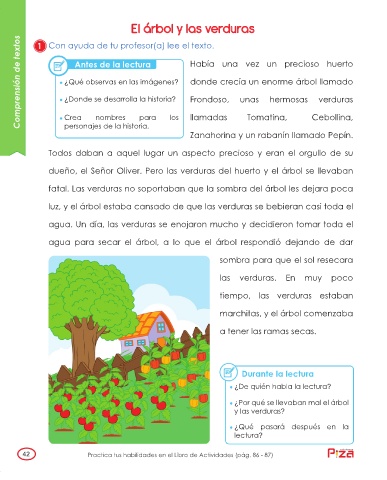 El árbol y las verduras
Comprensión de textos
1 Con ayuda de tu profesor(a) lee el texto.
Antes de la lectura
• ¿Qué observas en las imágenes?
• ¿Donde se desarrolla la historia?
• Crea nombres para los
personajes de la historia.
Había una vez un precioso huerto
donde crecía un enorme árbol llamado
Frondoso, unas hermosas verduras
llamadas Tomatina, Cebollina,
Zanahorina y un rabanín llamado Pepín.
Todos daban a aquel lugar un aspecto precioso y eran el orgullo de su
dueño, el Señor Oliver. Pero las verduras del huerto y el árbol se llevaban
fatal. Las verduras no soportaban que la sombra del árbol les dejara poca
luz, y el árbol estaba cansado de que las verduras se bebieran casi toda el
agua. Un día, las verduras se enojaron mucho y decidieron tomar toda el
agua para secar el árbol, a lo que el árbol respondió dejando de dar
sombra para que el sol resecara
las verduras. En muy poco
tiempo, las verduras estaban
marchitas, y el árbol comenzaba
a tener las ramas secas.
Durante la lectura
• ¿De quién habla la lectura?
• ¿Por qué se llevaban mal el árbol
y las verduras?
• ¿Qué pasará después en la
lectura?
42
Practica tus habilidades en el Libro de Actividades (pág. 86 - 87)
P¡za